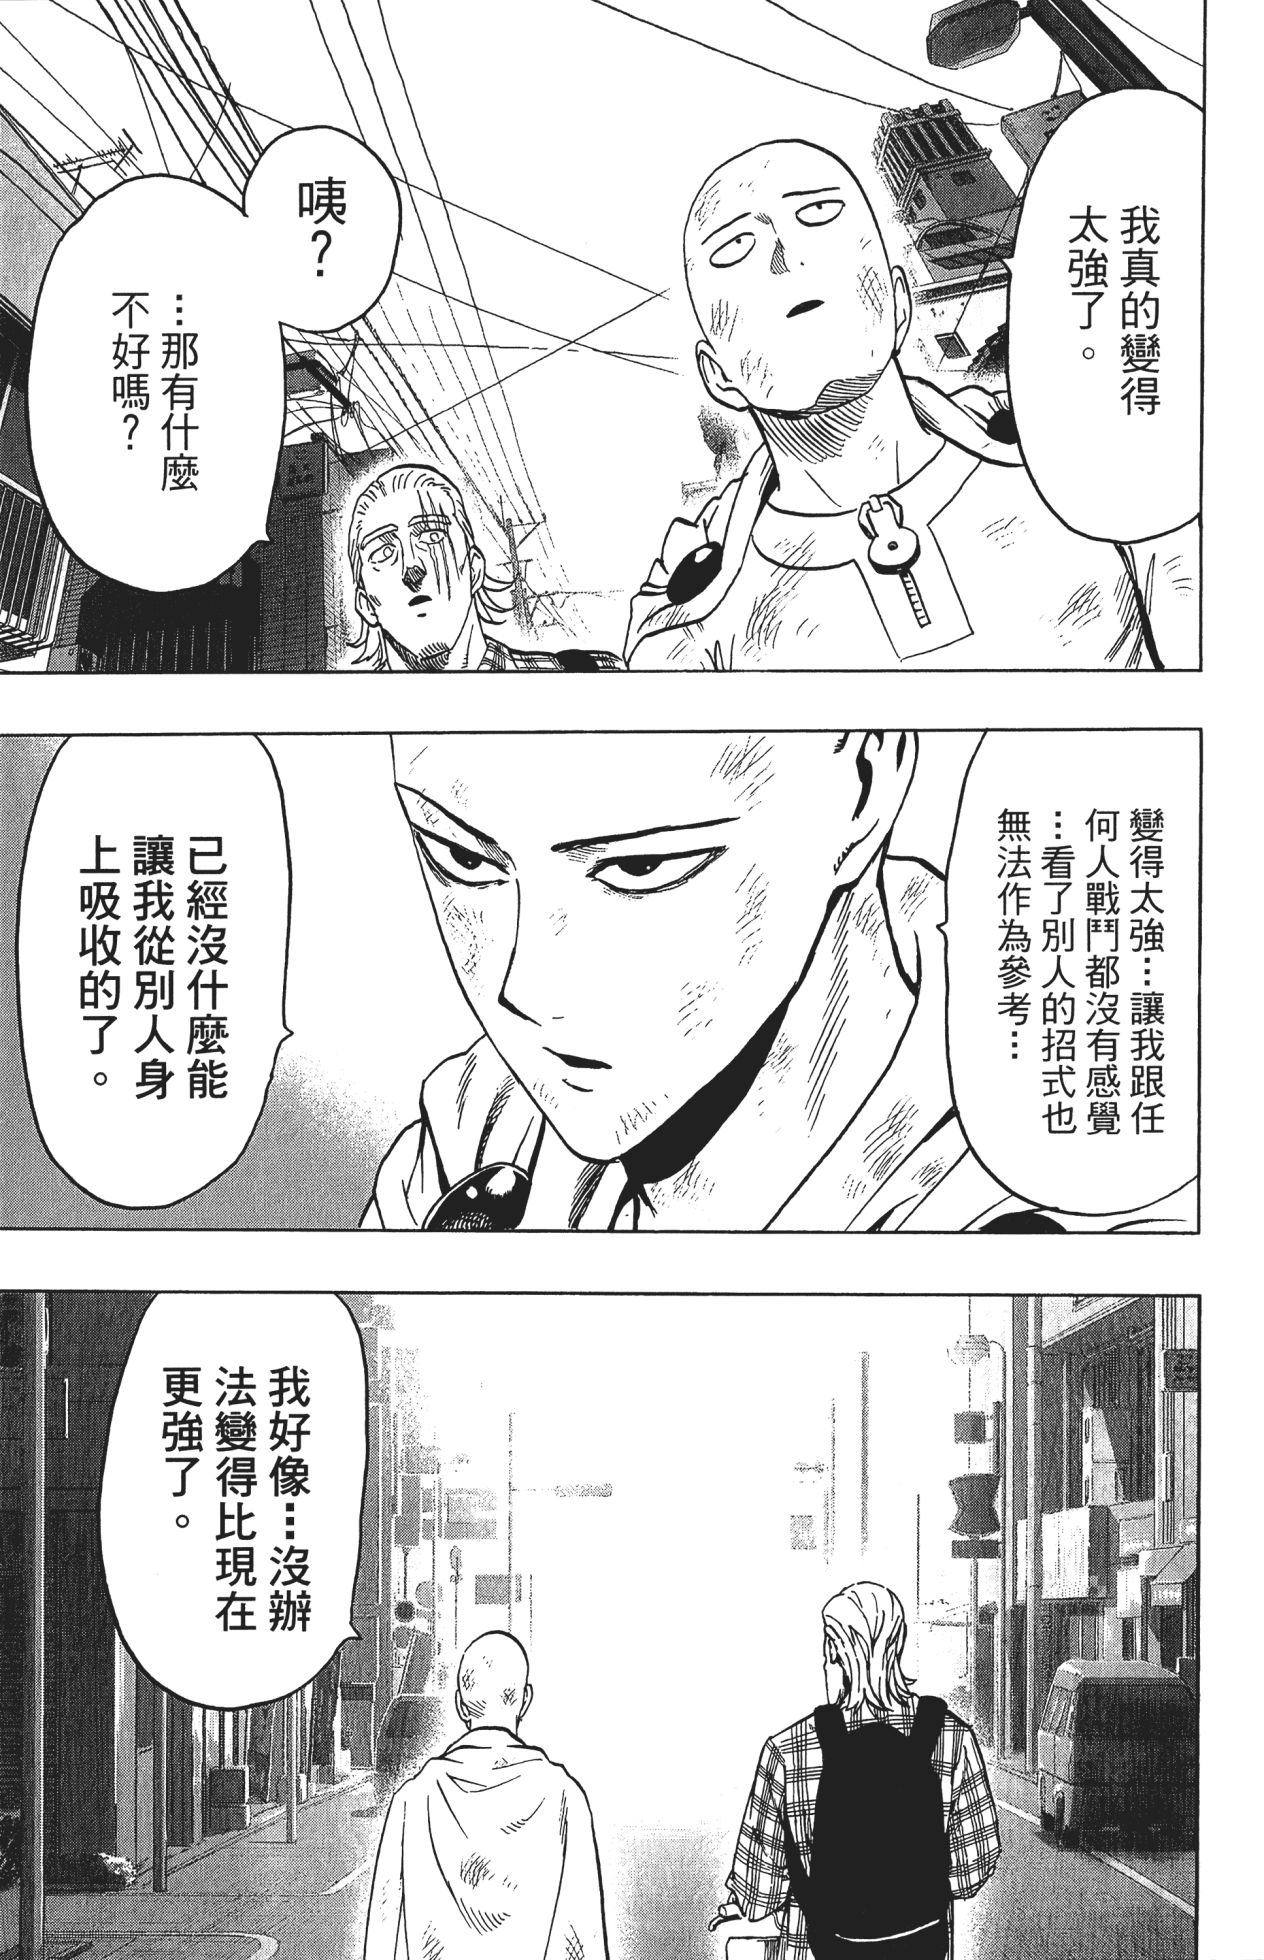 我真的變得
太強了。
咦？
…那有什麼
不好嗎？
變得太強…讓我跟任
何人戰鬥都沒有感覺
…看了別人的招式也
無法作為參考…
已經沒什麼能
讓我從別人身
上吸收的了。
我好像…沒辦
法變得比現在
更強了。